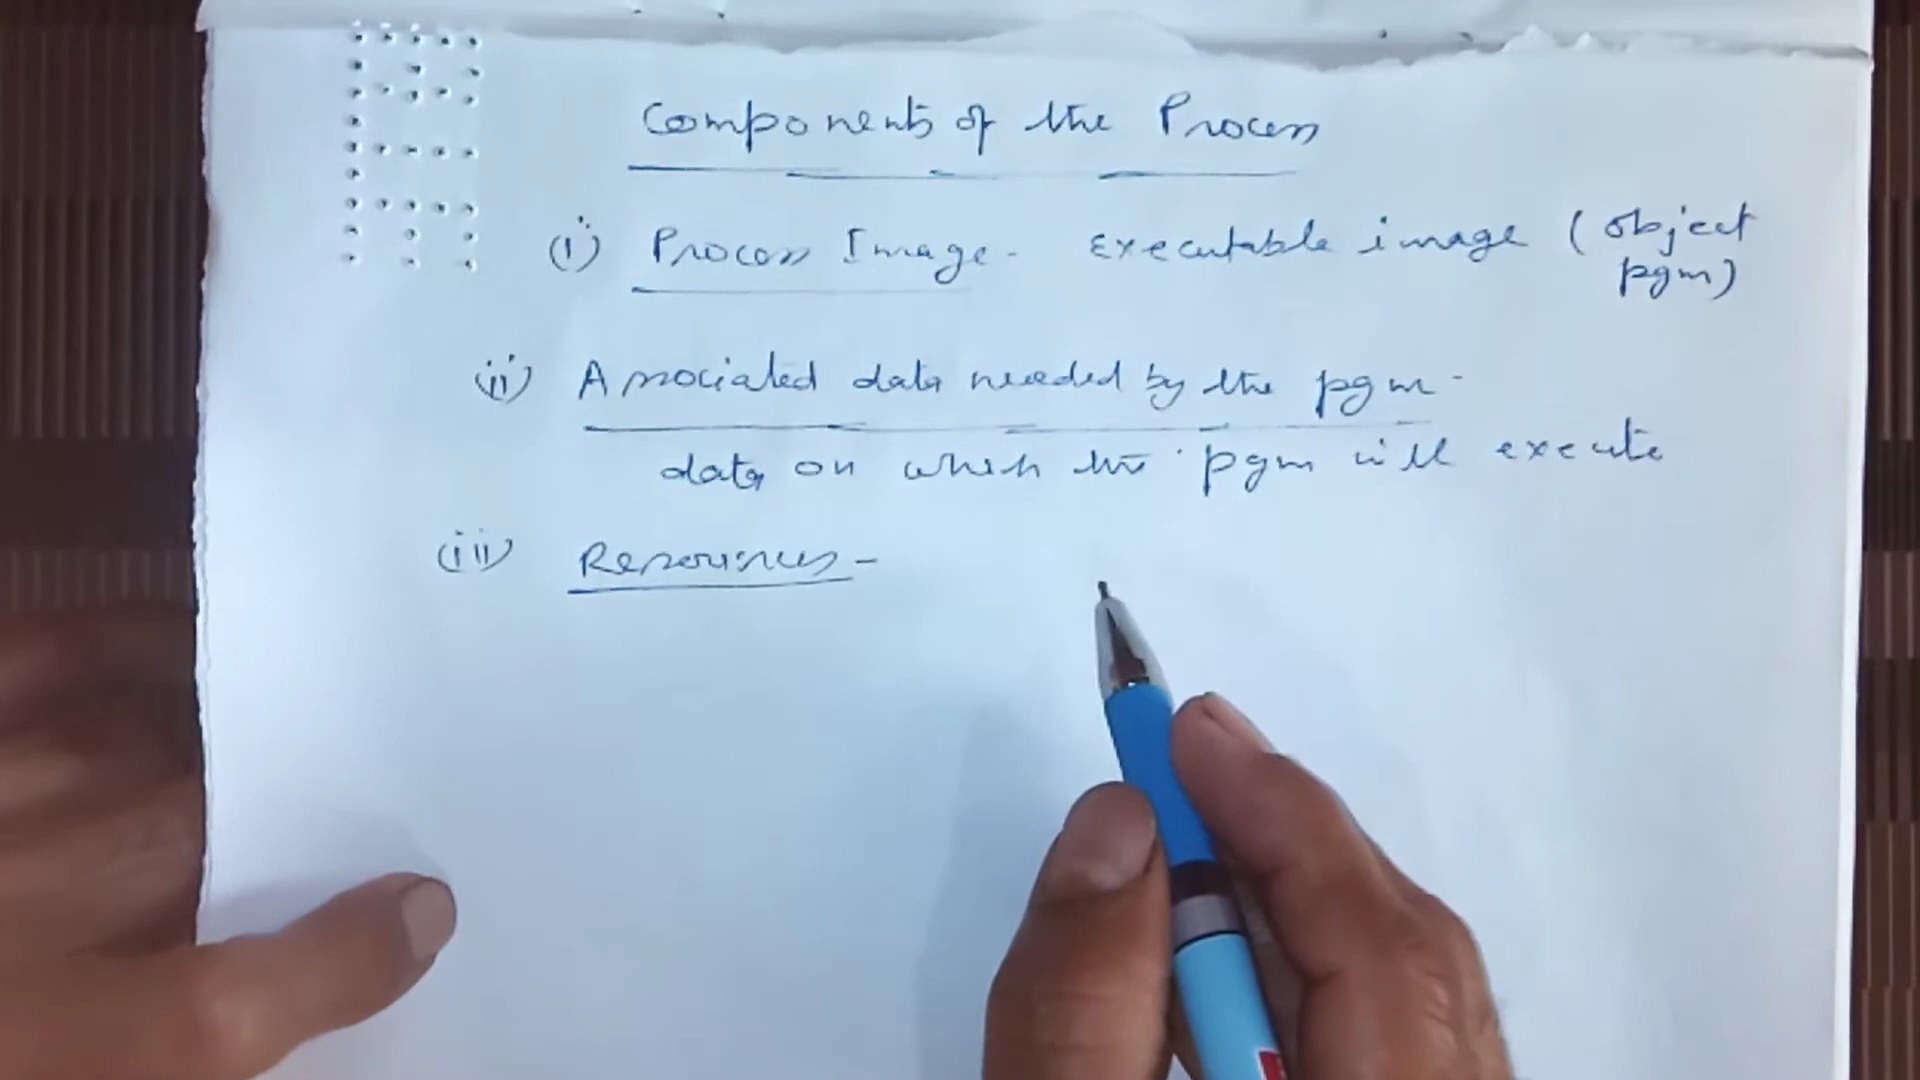 Components of the Process
(i) Process Image - Executable image (object
pgm)
(ii) Associated data needed by the pgm -
data on which the pgm will execute
(iii) Resources -